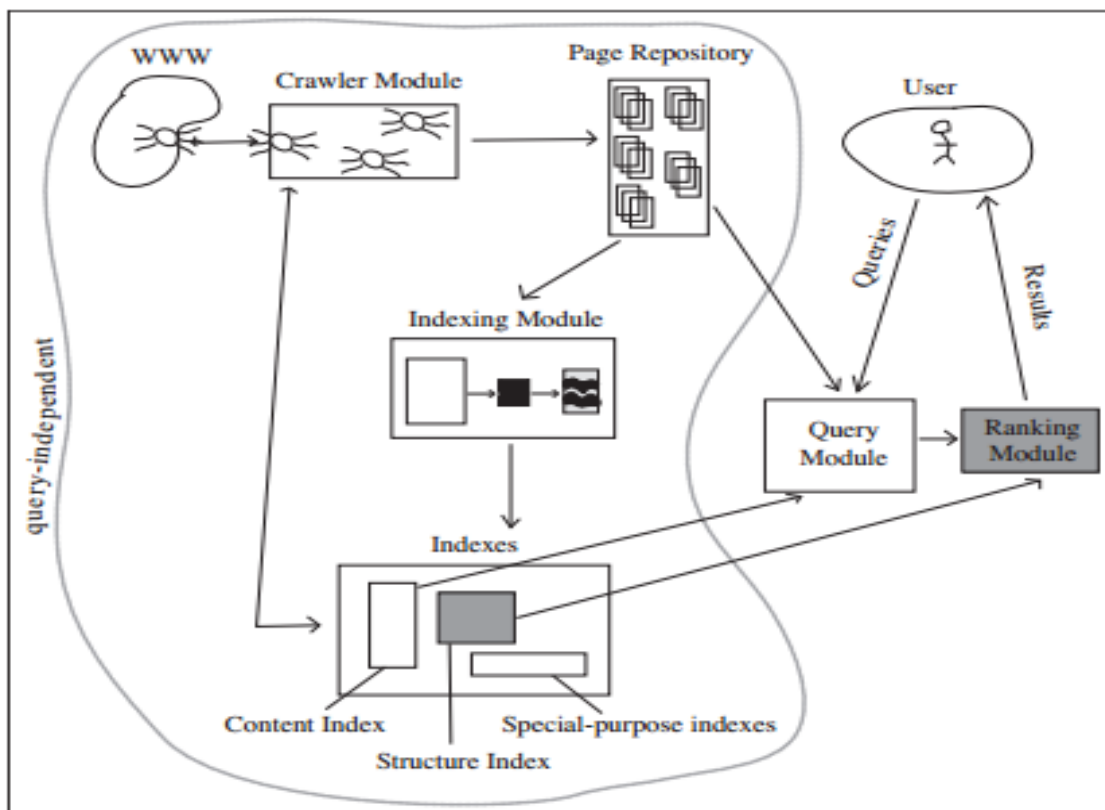 WWW
Crawler Module
Page Repository
User
Queries
Results
Indexing Module
query-independent
Query
Module
Ranking
Module
Indexes
Content Index
Special-purpose indexes
Structure Index